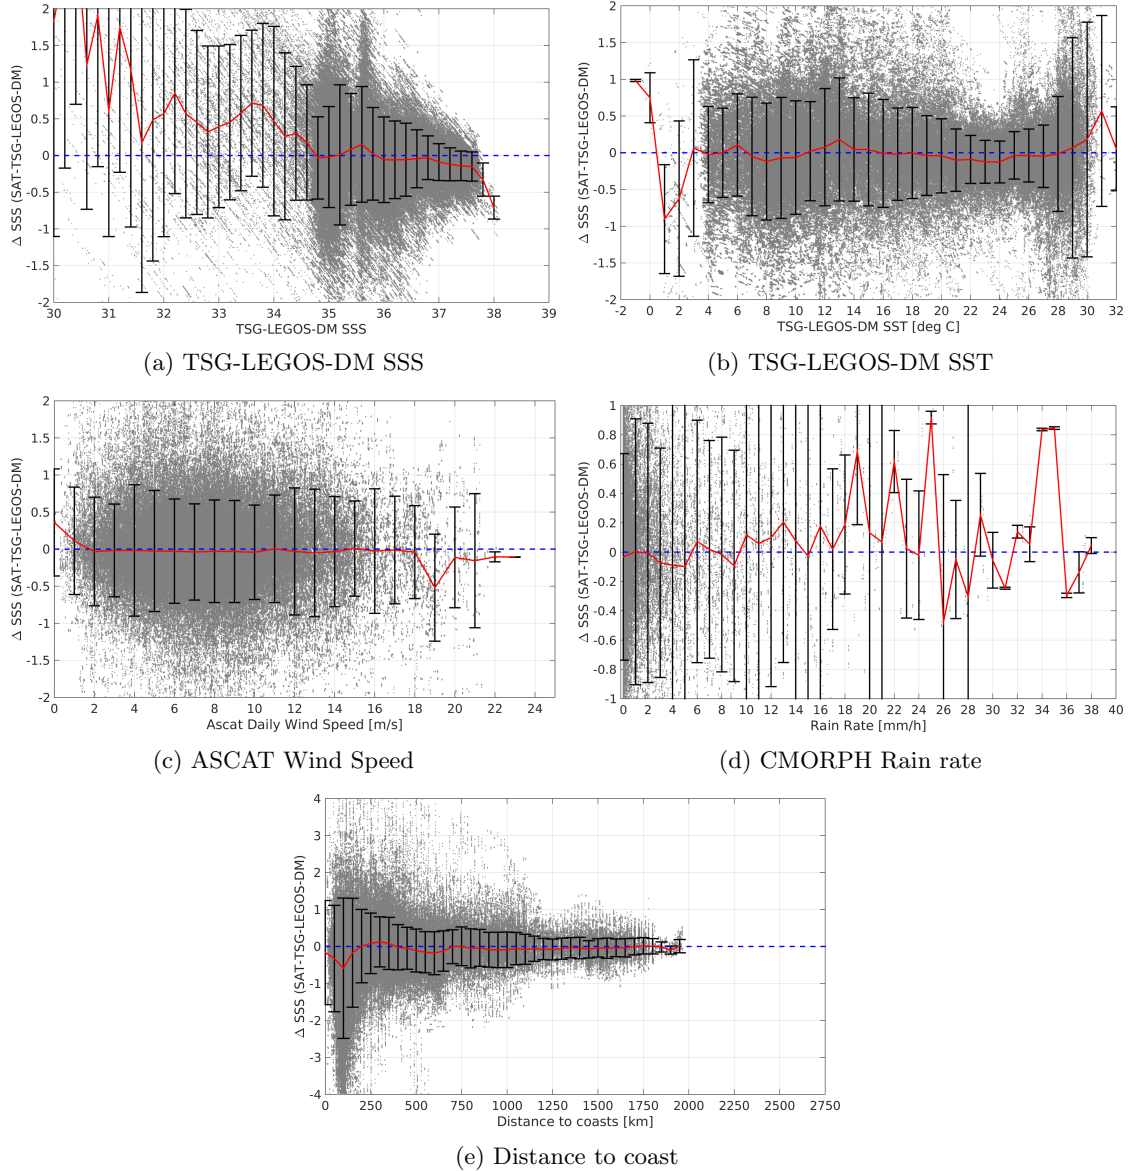 2
1.5
1
0.5
0
-0.5
-1
-1.5
-2
Δ SSS (SAT-TSG-LEGOS-DM)
30 31 32 33 34 35 36 37 38 39
TSG-LEGOS-DM SSS
(a) TSG-LEGOS-DM SSS
2
1.5
1
0.5
0
-0.5
-1
-1.5
-2
Δ SSS (SAT-TSG-LEGOS-DM)
-2 0 2 4 6 8 10 12 14 16 18 20 22 24 26 28 30 32
TSG-LEGOS-DM SST [deg C]
(b) TSG-LEGOS-DM SST
2
1.5
1
0.5
0
-0.5
-1
-1.5
-2
Δ SSS (SAT-TSG-LEGOS-DM)
0 2 4 6 8 10 12 14 16 18 20 22 24
Ascat Daily Wind Speed [m/s]
(c) ASCAT Wind Speed
1
0.8
0.6
0.4
0.2
0
-0.2
-0.4
-0.6
-0.8
-1
Δ SSS (SAT-TSG-LEGOS-DM)
0 2 4 6 8 10 12 14 16 18 20 22 24 26 28 30 32 34 36 38 40
Rain Rate [mm/h]
(d) CMORPH Rain rate
4
3
2
1
0
-1
-2
-3
-4
Δ SSS (SAT-TSG-LEGOS-DM)
0 250 500 750 1000 1250 1500 1750 2000 2250 2500 2750
Distance to coasts [km]
(e) Distance to coast